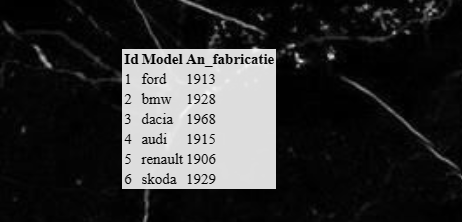 Id Model An_fabricatie
1 ford 1913
2 bmw 1928
3 dacia 1968
4 audi 1915
5 renault 1906
6 skoda 1929